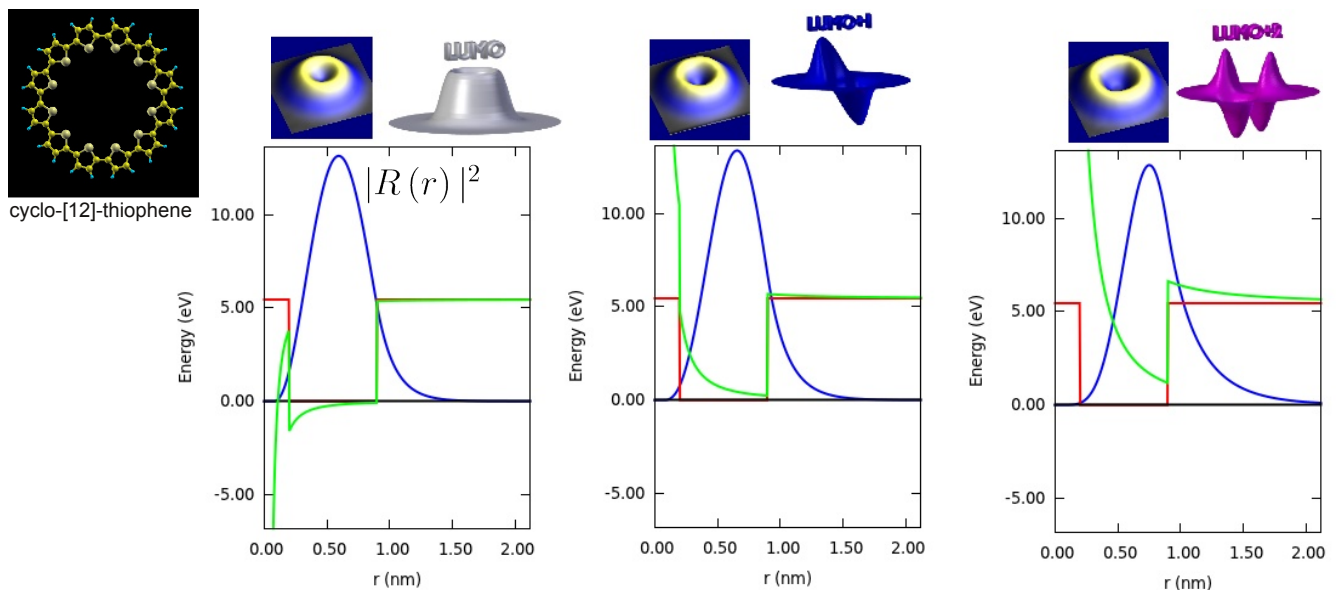 cyclo-[12]-thiophene
LUMO
|R(r)|²
10.00
5.00
0.00
-5.00
Energy (eV)
0.00 0.50 1.00 1.50 2.00
r (nm)
LUMO+1
10.00
5.00
0.00
-5.00
Energy (eV)
0.00 0.50 1.00 1.50 2.00
r (nm)
LUMO+2
10.00
5.00
0.00
-5.00
Energy (eV)
0.00 0.50 1.00 1.50 2.00
r (nm)